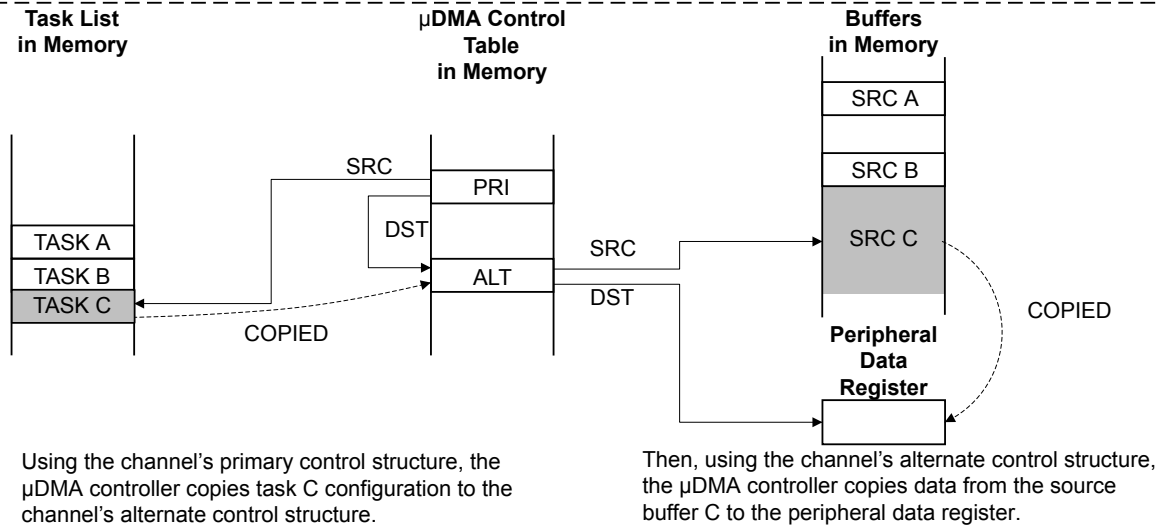 Task List
in Memory
µDMA Control
Table
in Memory
Buffers
in Memory
SRC A
SRC B
SRC C
SRC
PRI
DST
ALT
SRC
DST
TASK A
TASK B
TASK C
COPIED
COPIED
Peripheral
Data
Register
Using the channel’s primary control structure, the
µDMA controller copies task C configuration to the
channel’s alternate control structure.
Then, using the channel’s alternate control structure,
the µDMA controller copies data from the source
buffer C to the peripheral data register.